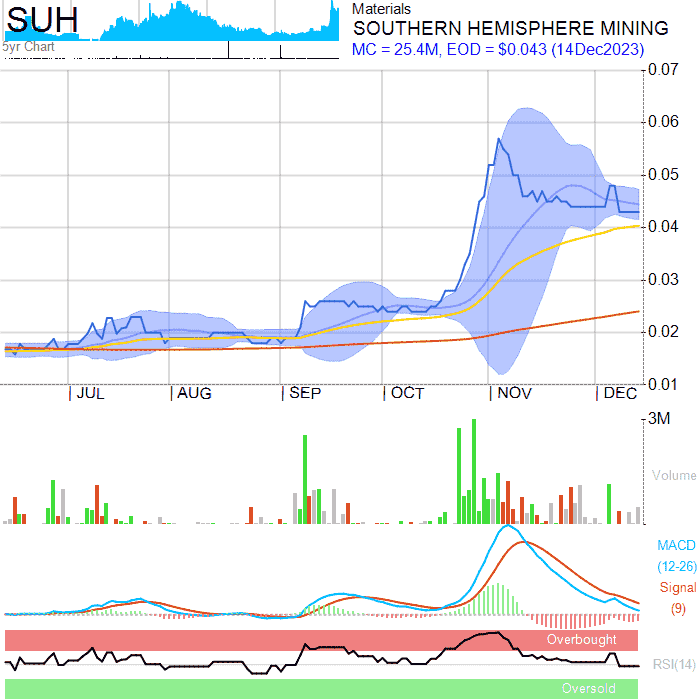 SUH
5yr Chart
Materials
SOUTHERN HEMISPHERE MINING
MC = 25.4M, EOD = $0.043 (14Dec2023)
0.07
0.06
0.05
0.04
0.03
0.02
0.01
JUL AUG SEP OCT NOV DEC
3M
Volume
MACD
(12-26)
Signal
(9)
Overbought
RSI(14)
Oversold